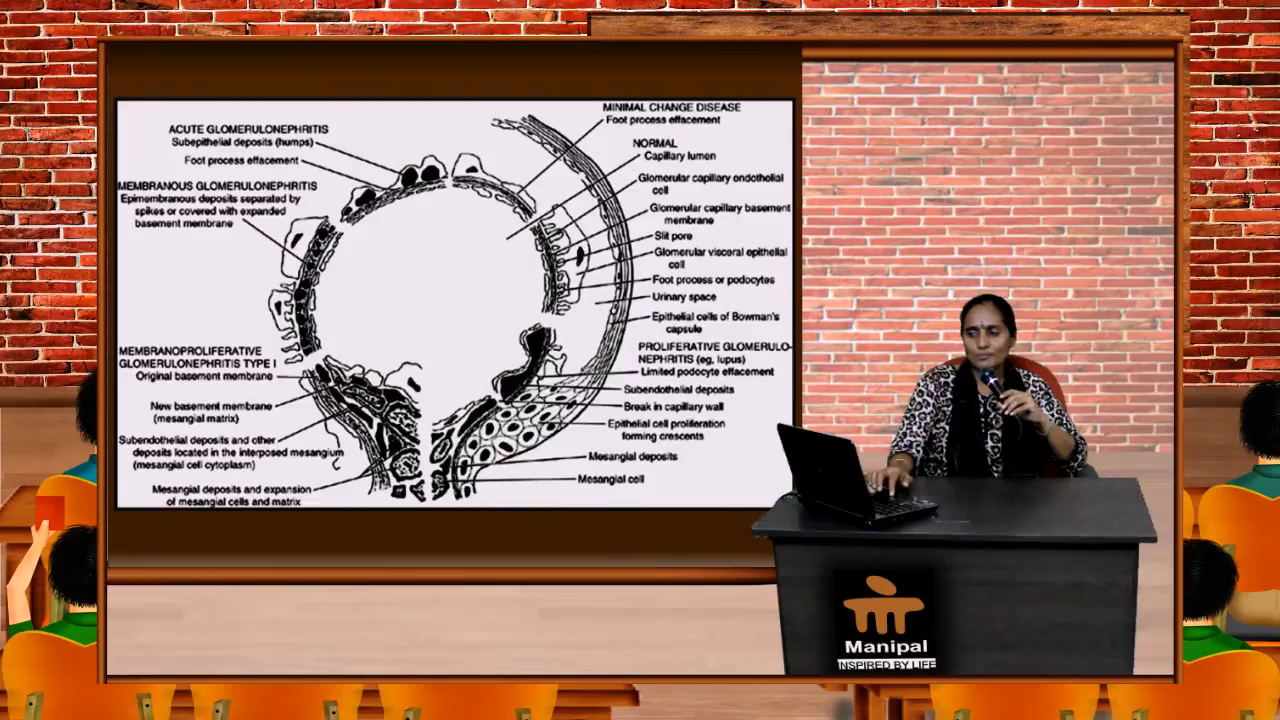 ACUTE GLOMERULONEPHRITIS
Subepithelial deposits (humps)
Foot process effacement
MEMBRANOUS GLOMERULONEPHRITIS
Epimembranous deposits separated by
spikes or covered with expanded
basement membrane
MEMBRANOPROLIFERATIVE
GLOMERULONEPHRITIS TYPE I
Original basement membrane
New basement membrane
(mesangial matrix)
Subendothelial deposits and other
deposits located in the interposed mesangium
(mesangial cell cytoplasm)
Mesangial deposits and expansion
of mesangial cells and matrix
MINIMAL CHANGE DISEASE
Foot process effacement
NORMAL
Capillary lumen
Glomerular capillary endothelial
cell
Glomerular capillary basement
membrane
Slit pore
Glomerular visceral epithelial
cell
Foot process or podocytes
Urinary space
Epithelial cells of Bowman's
capsule
PROLIFERATIVE GLOMERULO-
NEPHRITIS (eg, lupus)
Limited podocyte effacement
Subendothelial deposits
Break in capillary wall
Epithelial cell proliferation
forming crescents
Mesangial deposits
Mesangial cell
Manipal
INSPIRED BY LIFE